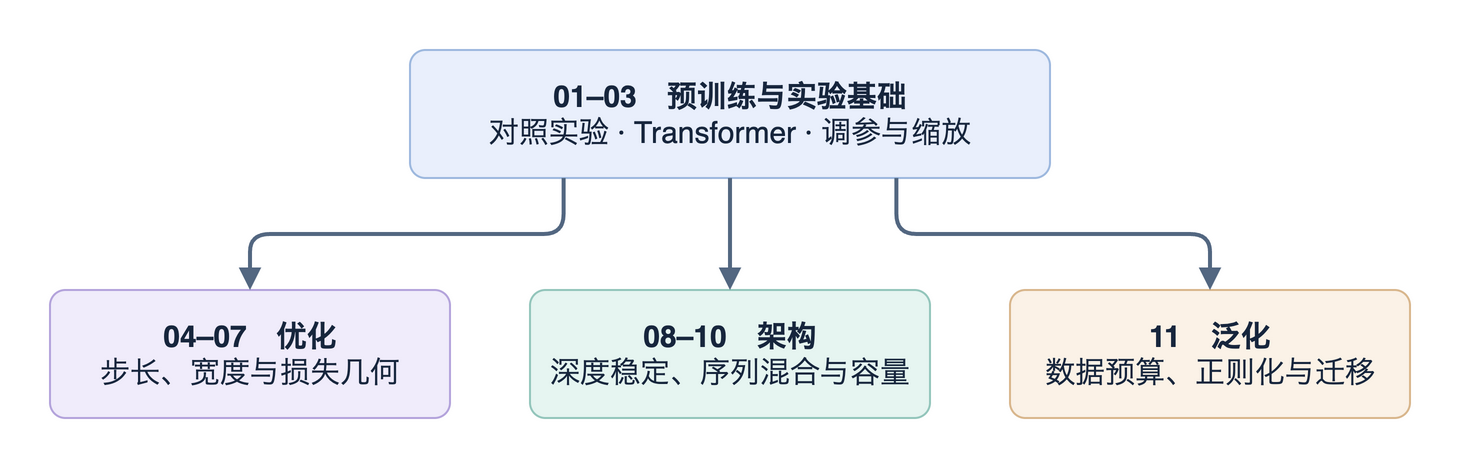 01–03 预训练与实验基础
对照实验 · Transformer · 调参与缩放
04–07 优化
步长、宽度与损失几何
08–10 架构
深度稳定、序列混合与容量
11 泛化
数据预算、正则化与迁移